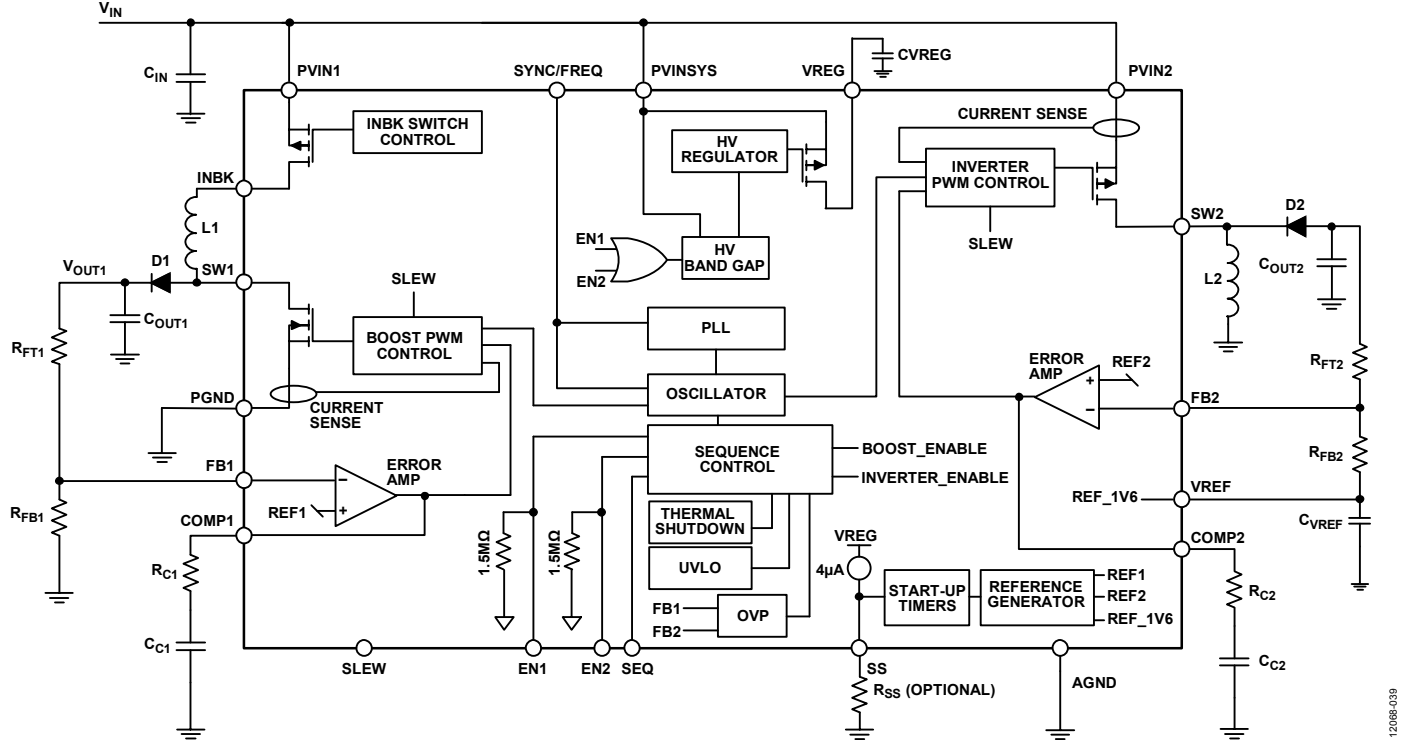 VIN
CIN
PVIN1
SYNC/FREQ
PVINSYS
VREG
CVREG
PVIN2
INBK SWITCH
CONTROL
HV
REGULATOR
CURRENT SENSE
INVERTER
PWM CONTROL
INBK
L1
EN1
EN2
HV
BAND GAP
SLEW
SW2
D2
L2
COUT2
VOUT1
D1
SW1
COUT1
SLEW
BOOST PWM
CONTROL
PLL
OSCILLATOR
RFT1
PGND
CURRENT
SENSE
ERROR
AMP
REF2
+
−
FB2
RFT2
RFB2
SEQUENCE
CONTROL
BOOST_ENABLE
INVERTER_ENABLE
FB1
ERROR
AMP
−
+
REF1
RFB1
COMP1
REF_1V6
VREF
CVREF
COMP2
THERMAL
SHUTDOWN
UVLO
OVP
FB1
FB2
1.5MΩ
1.5MΩ
VREG
4µA
START-UP
TIMERS
REFERENCE
GENERATOR
REF1
REF2
REF_1V6
RC1
CC1
RC2
CC2
SLEW
EN1
EN2
SEQ
SS
RSS (OPTIONAL)
AGND
12068-039